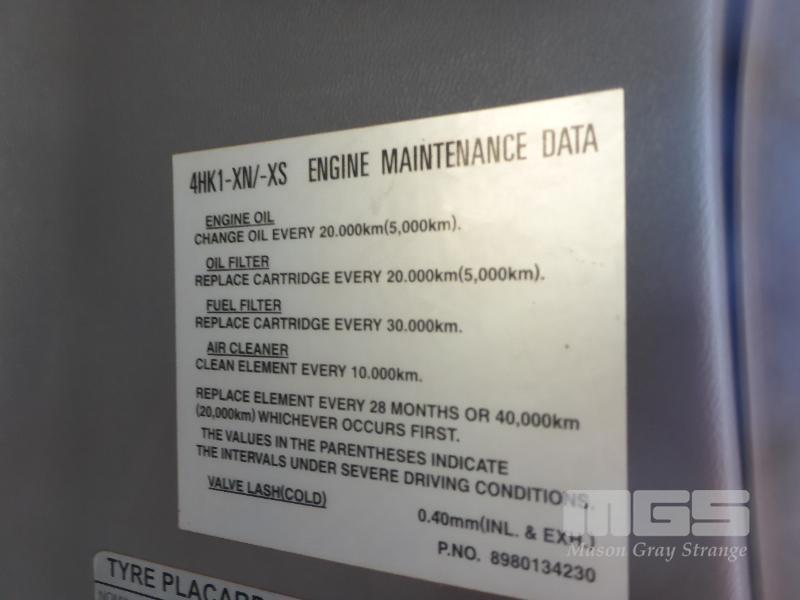 4HK1-XN/-XS ENGINE MAINTENANCE DATA
ENGINE OIL
CHANGE OIL EVERY 20.000km(5,000km).
OIL FILTER
REPLACE CARTRIDGE EVERY 20.000km(5,000km).
FUEL FILTER
REPLACE CARTRIDGE EVERY 30.000km.
AIR CLEANER
CLEAN ELEMENT EVERY 10.000km.
REPLACE ELEMENT EVERY 28 MONTHS OR 40,000km
(20,000km) WHICHEVER OCCURS FIRST.
THE VALUES IN THE PARENTHESES INDICATE
THE INTERVALS UNDER SEVERE DRIVING CONDITIONS.
VALVE LASH(COLD)
0.40mm(INL. & EXH.)
P.NO. 8980134230
MGS
Mason Gray Strange
TYRE PLACARD